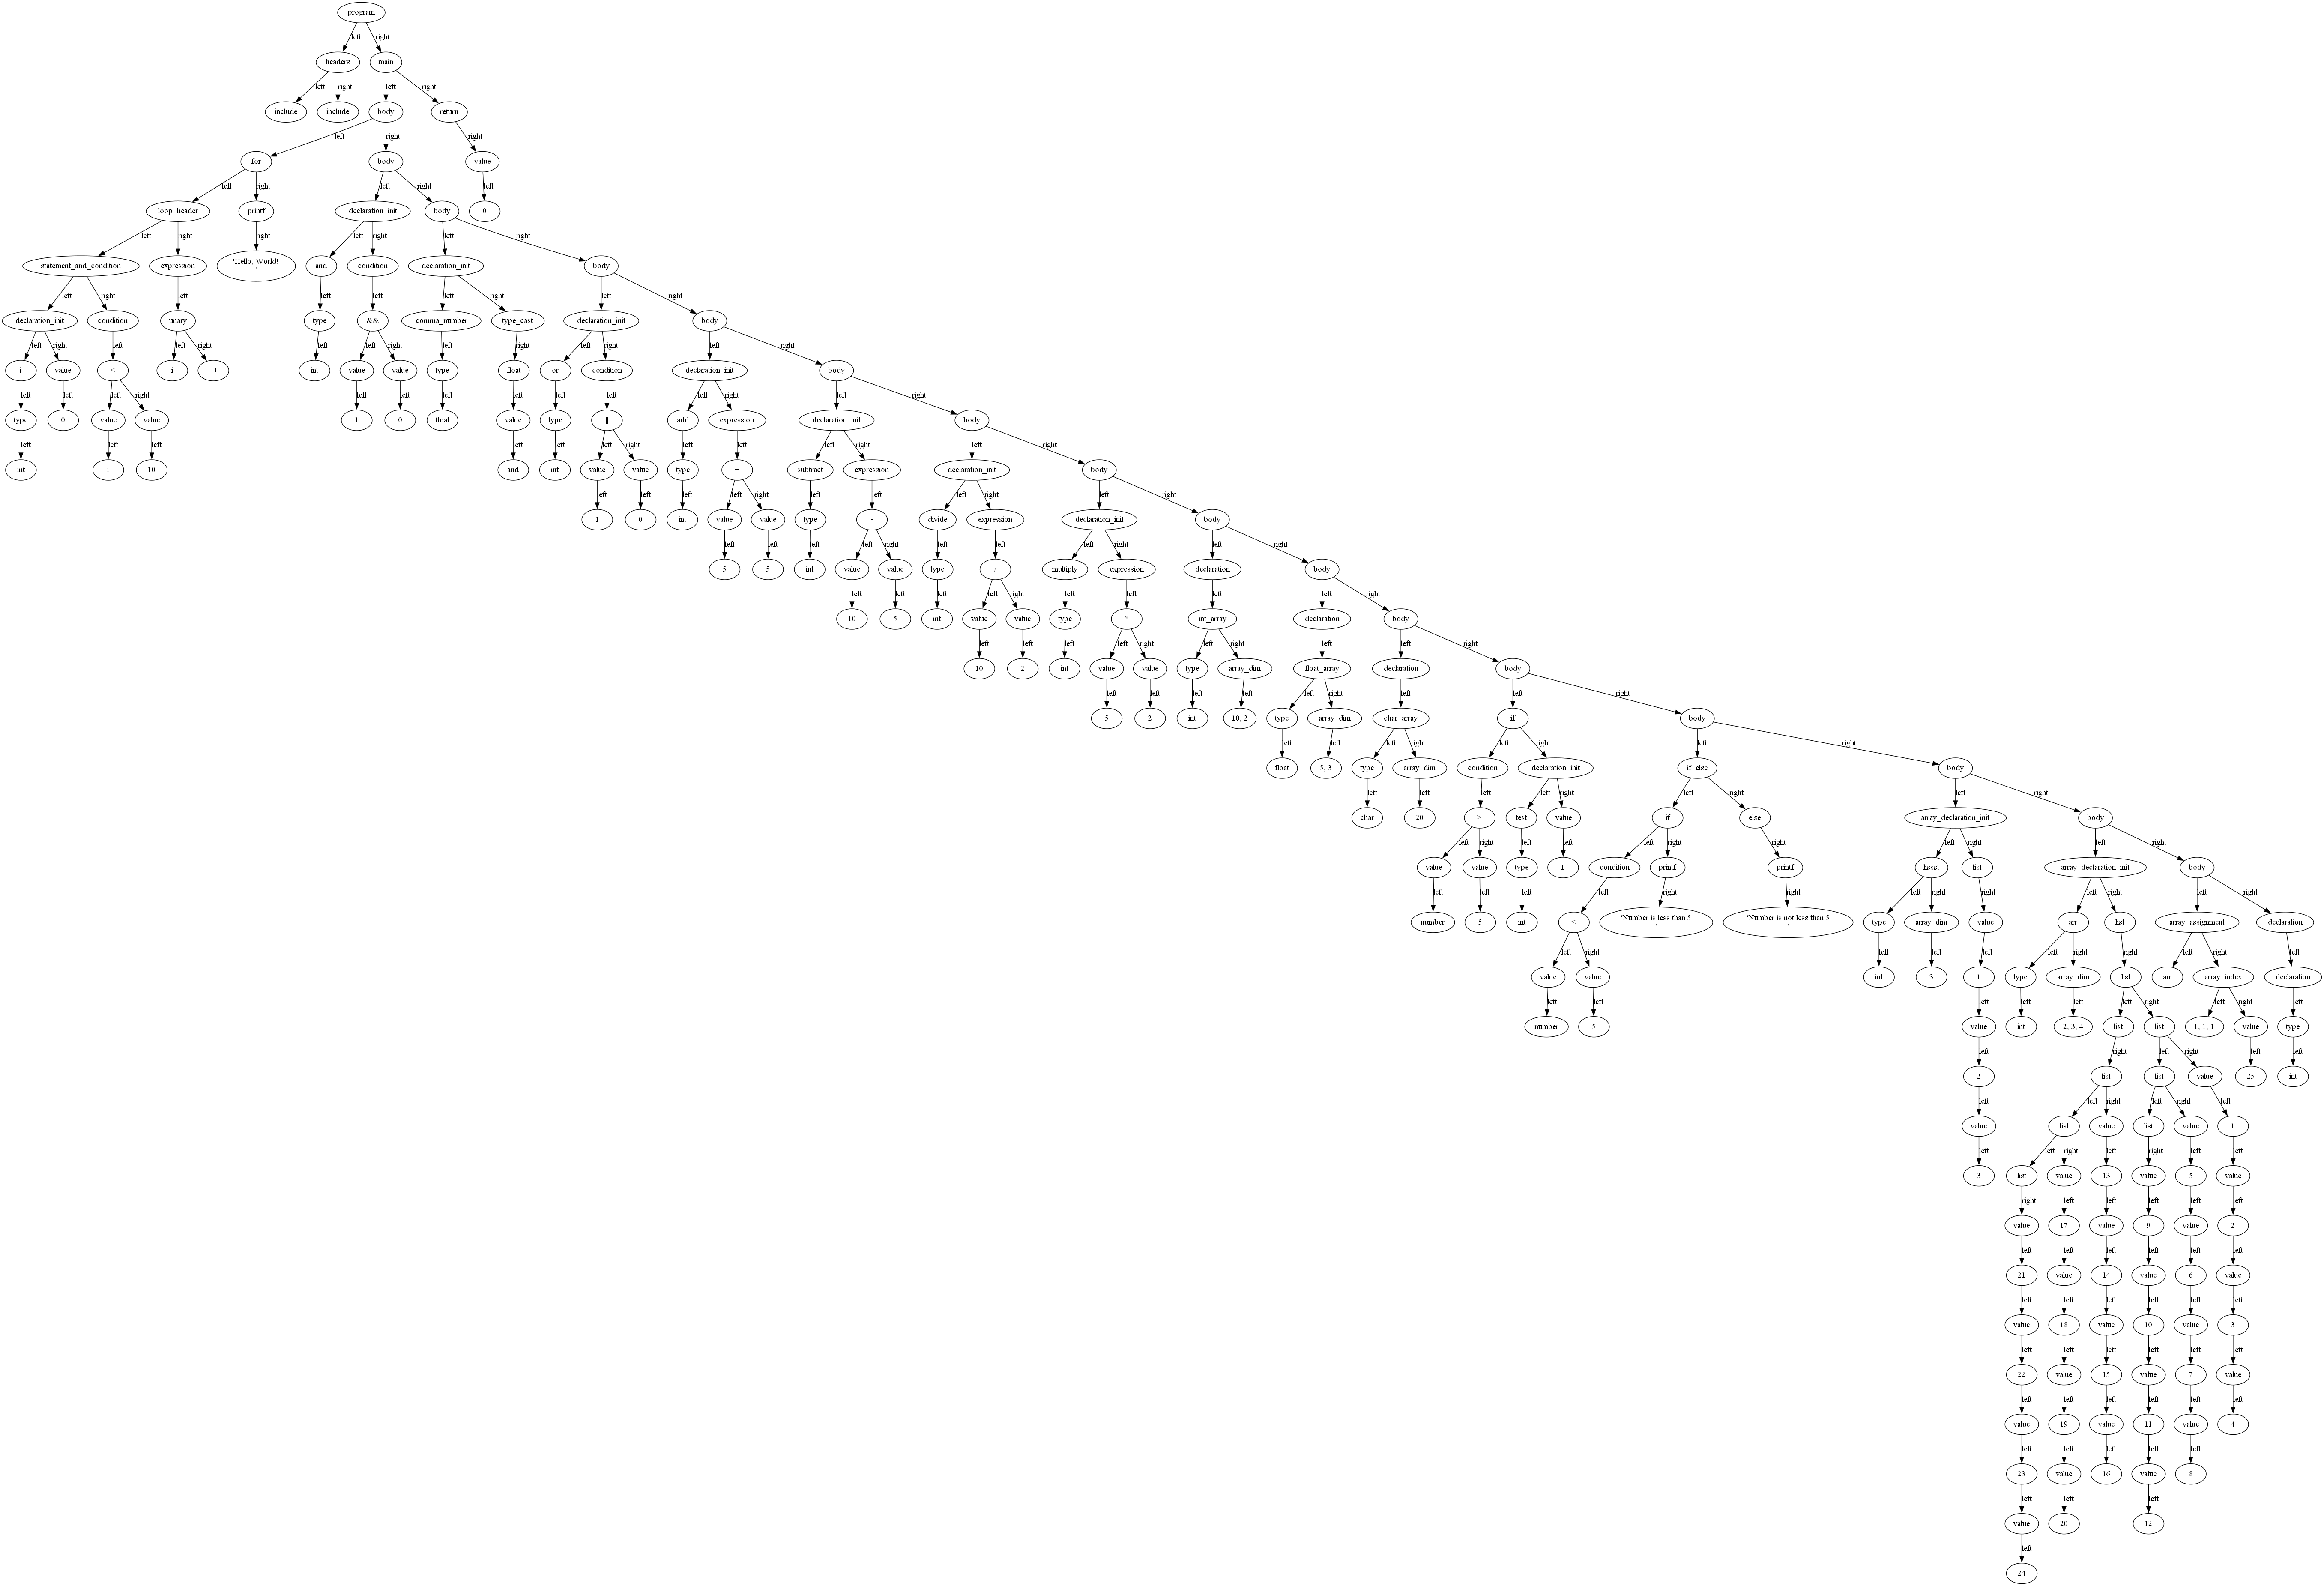 program
left right
headers main
left right left right
include include body return
left right right
for body value
left right left right left
loop_header printf declaration_init body 0
left right right left right left right
statement_and_condition expression 'Hello, World! and condition declaration_init body
'
left right left left left left right left right
declaration_init condition unary type && comma_number type_cast declaration_init body
left right left left right left left right left right left right left right
i value < i ++ int value value type float or condition declaration_init body
left left left right left left left left left left left right left right
type 0 value value 1 0 float value type || add expression declaration_init body
left left left left left left right left left left right left right
int i 10 and int value value type + subtract expression declaration_init body
left left left left right left left left right left right
1 0 int value value type - divide expression declaration_init body
left left left left right left left left right left right
5 5 int value value type / multiply expression declaration body
left left left left right left left left left right
10 5 int value value type * int_array declaration body
left left left left right left right left left right
10 2 int value value type array_dim float_array declaration body
left left left left left right left left right
5 2 int 10, 2 type array_dim char_array if body
left left left right left right left right
float 5, 3 type array_dim condition declaration_init if_else body
left left left left right left right left right
char 20 > test value if else array_declaration_init body
left right left left left right right left right left right
value value type 1 condition printf printf lissst list array_declaration_init body
left left left left right right left right right left right left right
number 5 int < 'Number is less than 5 'Number is not less than 5 type array_dim value arr list array_assignment declaration
' '
left right left left left left right right left right left
value value int 3 1 type array_dim list arr array_index declaration
left left left left left left right left right left
number 5 value int 2, 3, 4 list list 1, 1, 1 value type
left right left right left left
2 list list value 25 int
left left right left right left
value list value list value 1
left left right left right left left
3 list value 13 value 5 value
right left left left left left
value 17 value 9 value 2
left left left left left left
21 value 14 value 6 value
left left left left left left
value 18 value 10 value 3
left left left left left left
22 value 15 value 7 value
left left left left left left
value 19 value 11 value 4
left left left left left
23 value 16 value 8
left left left
value 20 12
left
24